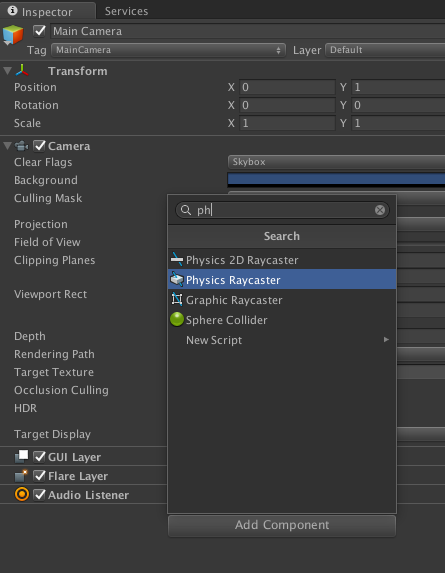 Inspector Services
Main Camera
Tag MainCamera Layer Default
Transform
Position X 0 Y 1
Rotation X 0 Y 0
Scale X 1 Y 1
Camera
Clear Flags Skybox
Background
Culling Mask
ph
Projection
Search
Field of View
Clipping Planes
Physics 2D Raycaster
Physics Raycaster
Viewport Rect
Graphic Raycaster
Sphere Collider
Depth
New Script
Rendering Path
Target Texture
Occlusion Culling
HDR
Target Display
GUI Layer
Flare Layer
Audio Listener
Add Component